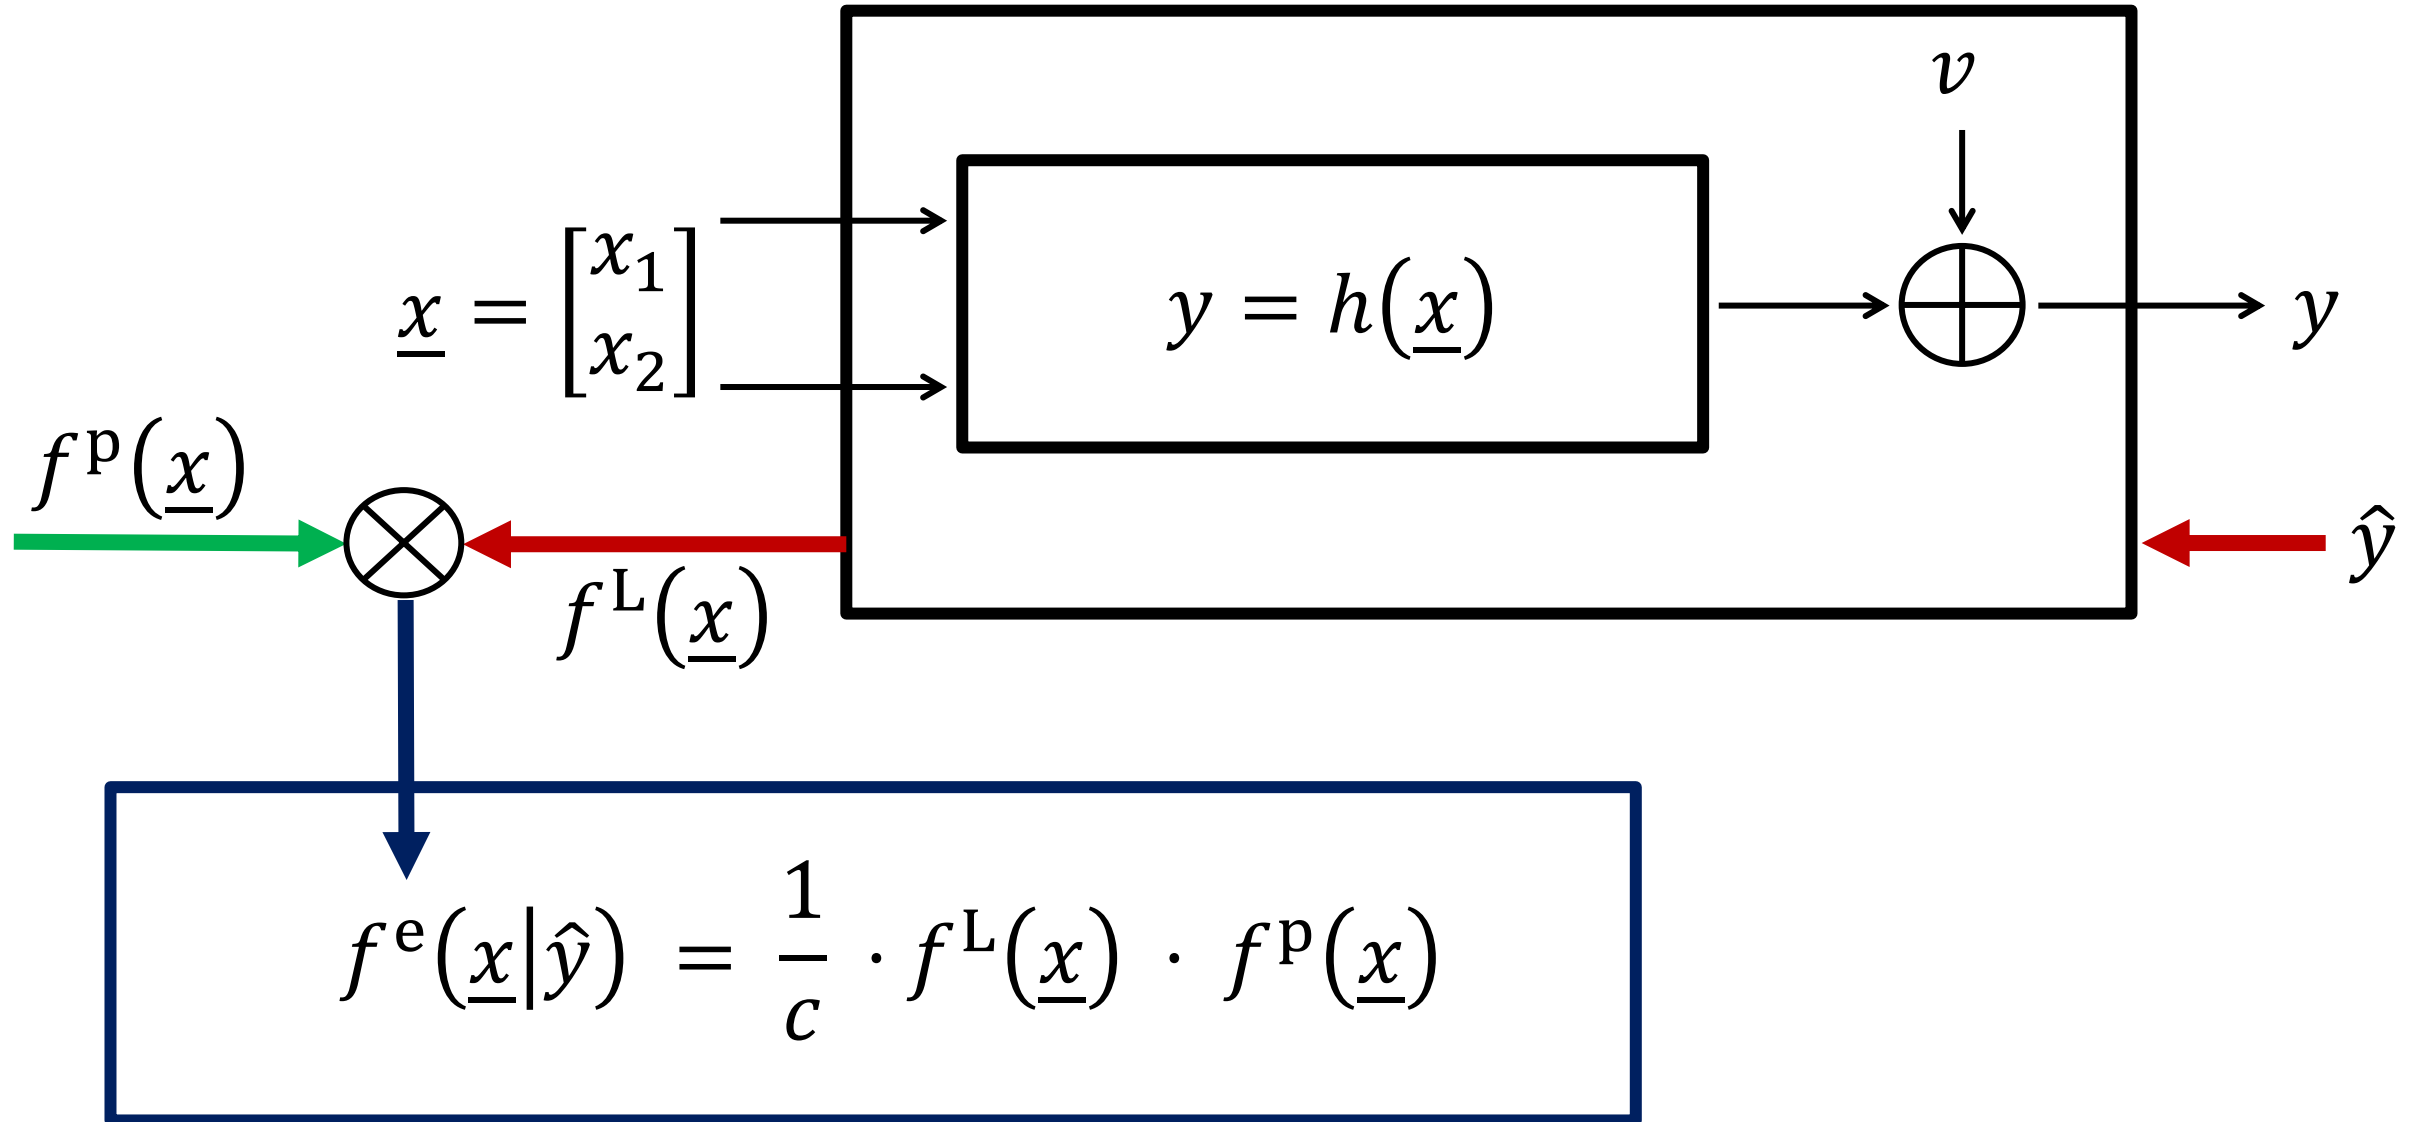 v
x = [x₁ x₂]
y = h(x)
y
fᵖ(x)
ŷ
fᴸ(x)
fᵉ(x|ŷ) = 1/c · fᴸ(x) · fᵖ(x)